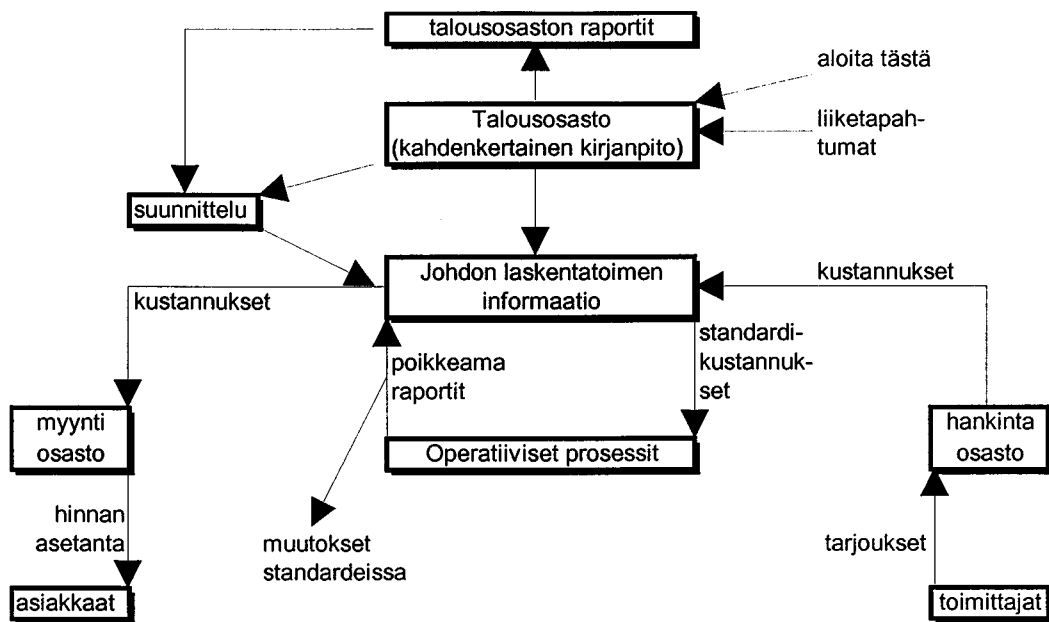 talousosaston raportit
aloita tästä
Talousosasto
(kahdenkertainen kirjanpito)
liiketapah-
tumat
suunnittelu
Johdon laskentatoimen
informaatio
kustannukset
kustannukset
poikkeama
raportit
standardi-
kustannuk-
set
myynti
osasto
Operatiiviset prosessit
hankinta
osasto
hinnan
asetanta
muutokset
standardeissa
tarjoukset
asiakkaat
toimittajat